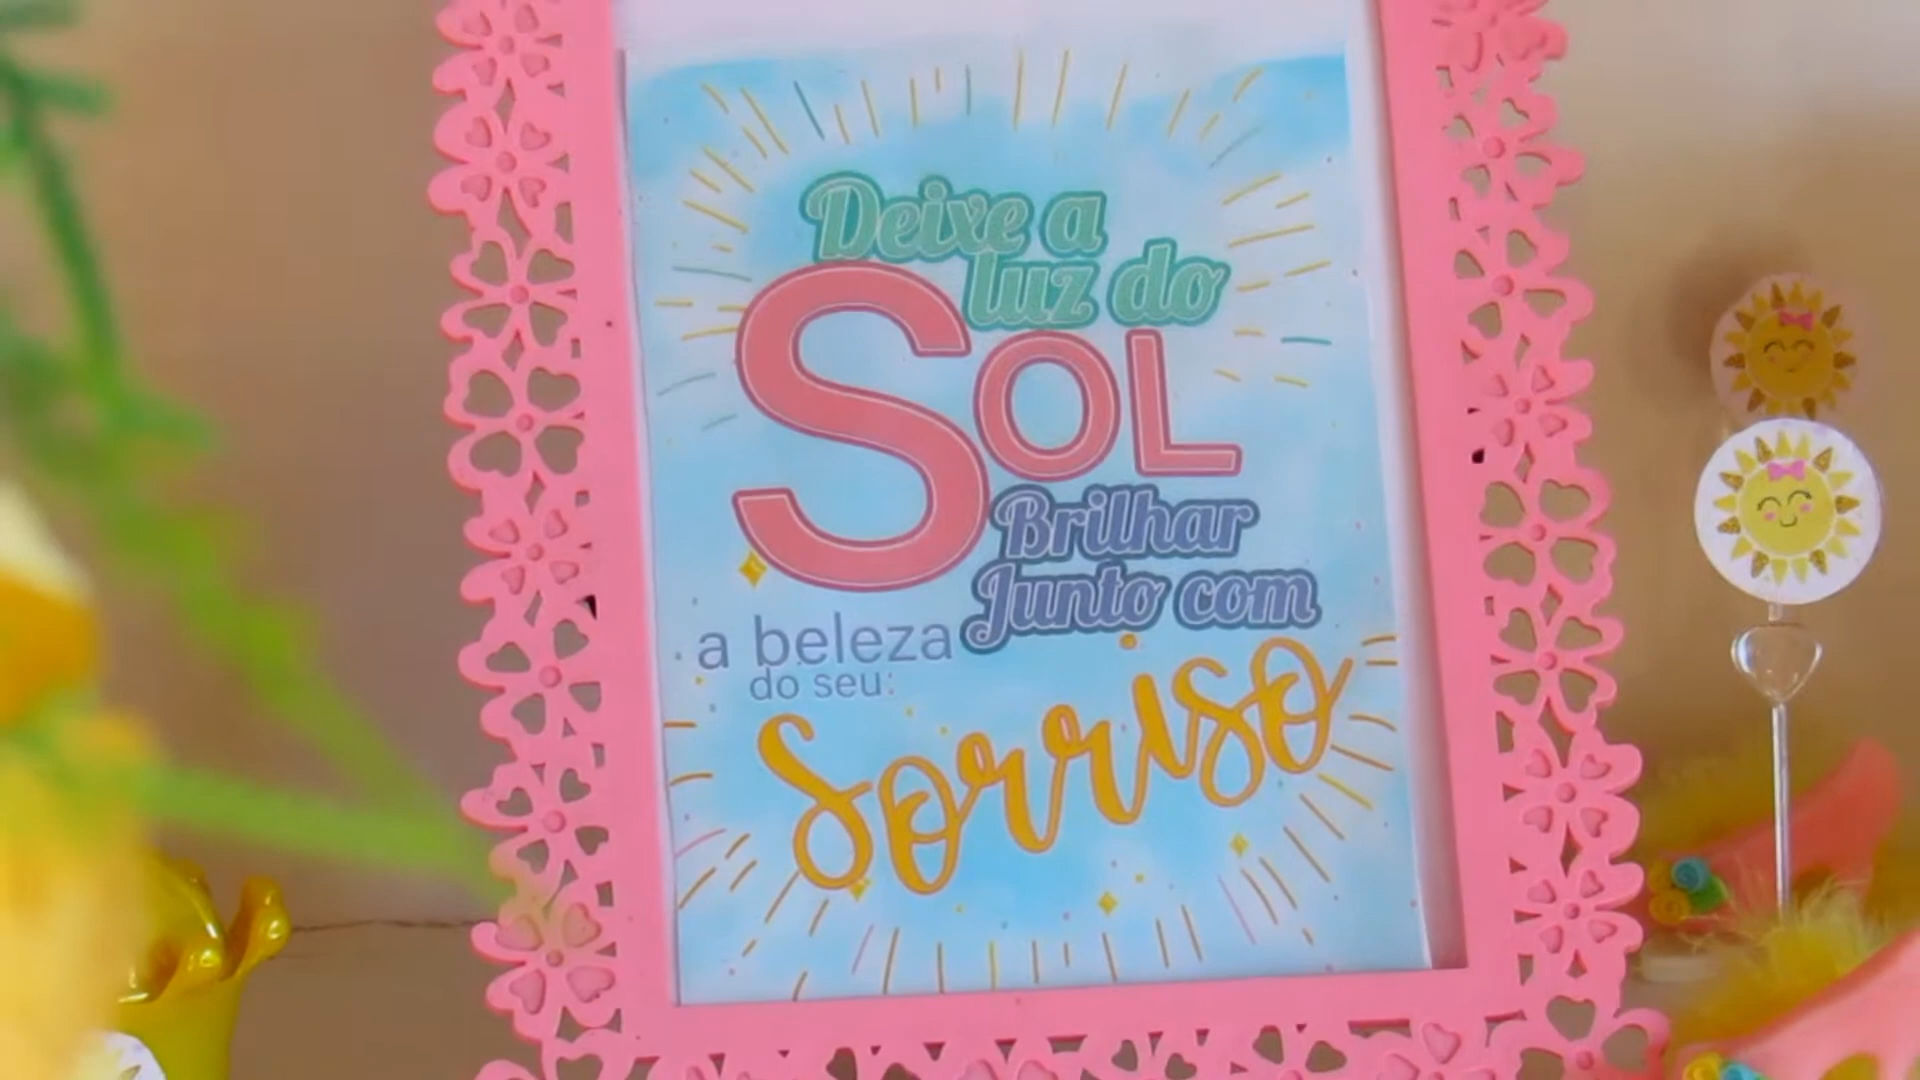 Deixe a
luz do
SOL
Brilhar
Junto com
a beleza
do seu:
Sorriso